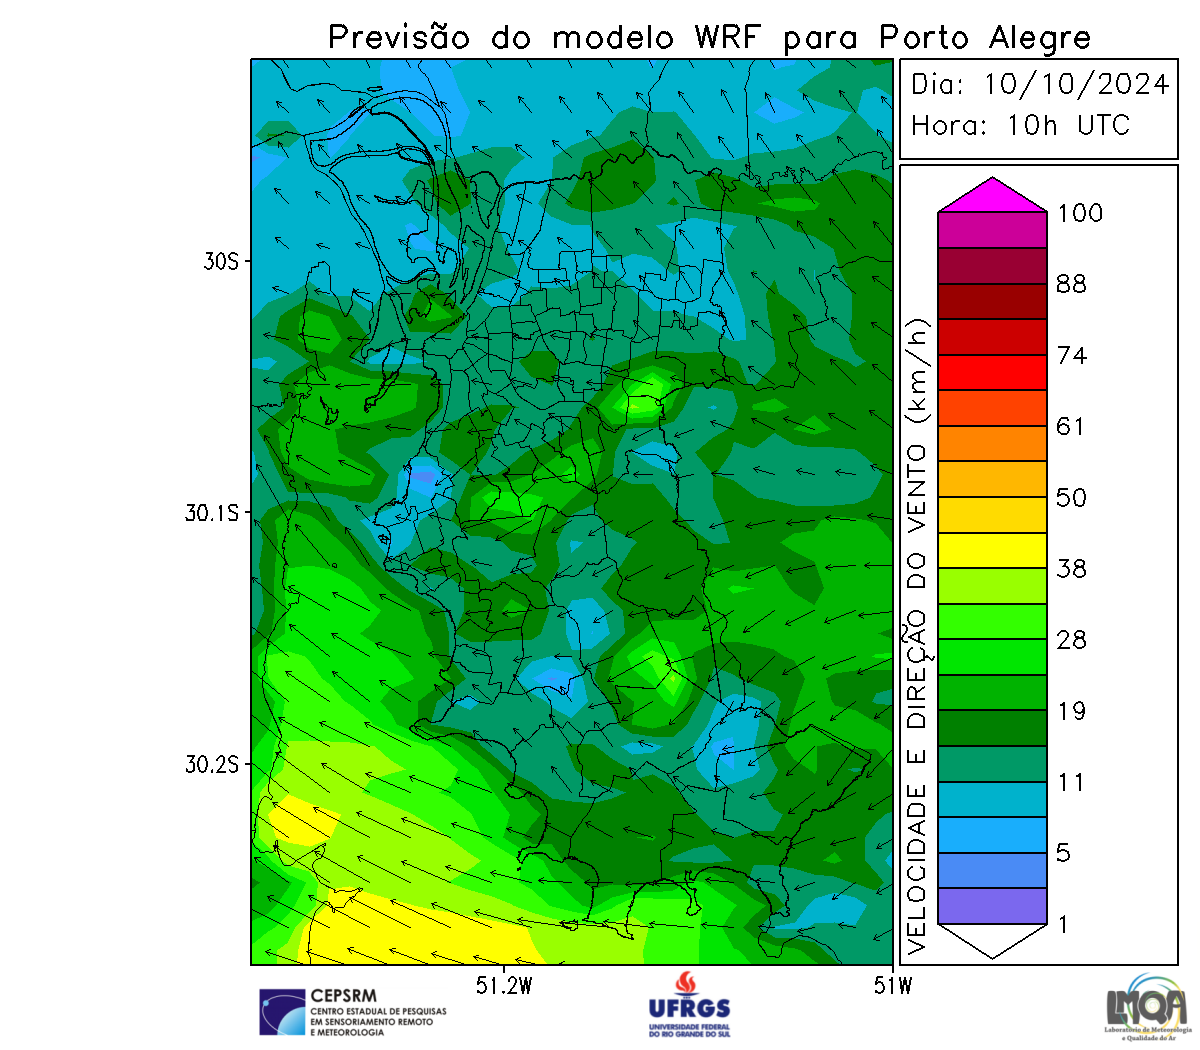 Previsão do modelo WRF para Porto Alegre
Dia: 10/10/2024
Hora: 10h UTC
30S
30.1S
30.2S
51.2W
51W
VELOCIDADE E DIREÇÃO DO VENTO (km/h)
100
88
74
61
50
38
28
19
11
5
1
CEPSRM
CENTRO ESTADUAL DE PESQUISAS
EM SENSORIAMENTO REMOTO
E METEOROLOGIA
UFRGS
UNIVERSIDADE FEDERAL
DO RIO GRANDE DO SUL
LMQA
Laboratório de Meteorologia
e Qualidade do Ar